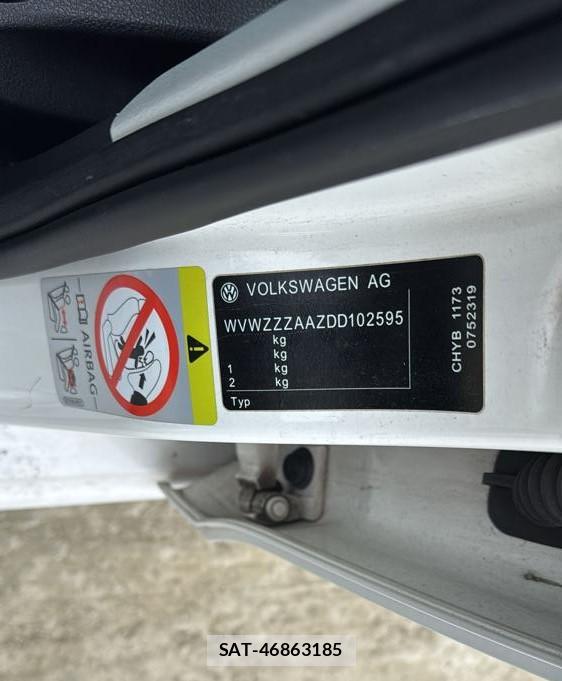 AIRBAG
VOLKSWAGEN AG
WVWZZZAAZDD102595
kg
kg
1 kg
2 kg
Typ
CHYB 1173
0752319
SAT-46863185